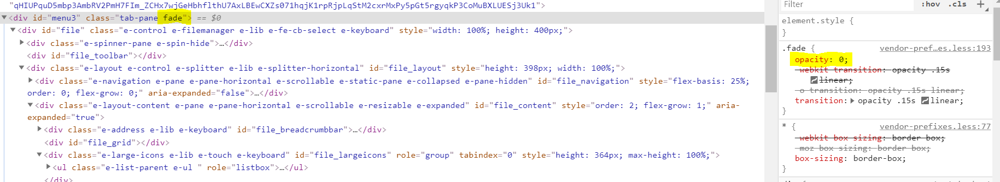 "qHIUPquD5mbp3AmbRV2PmH7FIm_ZCHx7wjGeHbhflthU7AxLBEwCXZs071hqjK1rpRjpLqStM2cxrMxPy5pGt5rgyqkP3CoMuBXLUESj3Uk1">
<div id="menu3" class="tab-pane fade"> == $0
<div id="file" class="e-control e-filemanager e-lib e-fe-cb-select e-keyboard" style="width: 100%; height: 400px;">
<div class="e-spinner-pane e-spin-hide">…</div>
<div id="file_toolbar"></div>
<div class="e-layout e-control e-splitter e-lib e-splitter-horizontal" id="file_layout" style="height: 398px; width: 100%;">
<div class="e-navigation e-pane e-pane-horizontal e-scrollable e-static-pane e-collapsed e-pane-hidden" id="file_navigation" style="flex-basis: 25%;
order: 0; flex-grow: 0;" aria-expanded="false">…</div>
<div class="e-layout-content e-pane e-pane-horizontal e-scrollable e-resizable e-expanded" id="file_content" style="order: 2; flex-grow: 1;" aria-
expanded="true">
<div class="e-address e-lib e-keyboard" id="file_breadcrumbbar">…</div>
<div id="file_grid"></div>
<div class="e-large-icons e-lib e-touch e-keyboard" id="file_largeicons" role="group" tabindex="0" style="height: 364px; max-height: 100%;">
<ul class="e-list-parent e-ul " role="listbox">…</ul>
</div>
Filter :hov .cls +
element.style {
}
.fade { vendor-pref…es.less:193
opacity: 0;
-webkit-transition: opacity .15s
linear;
-o-transition: opacity .15s linear;
transition: opacity .15s linear;
}
* { vendor-prefixes.less:77
-webkit-box-sizing: border-box;
-moz-box-sizing: border-box;
box-sizing: border-box;
}